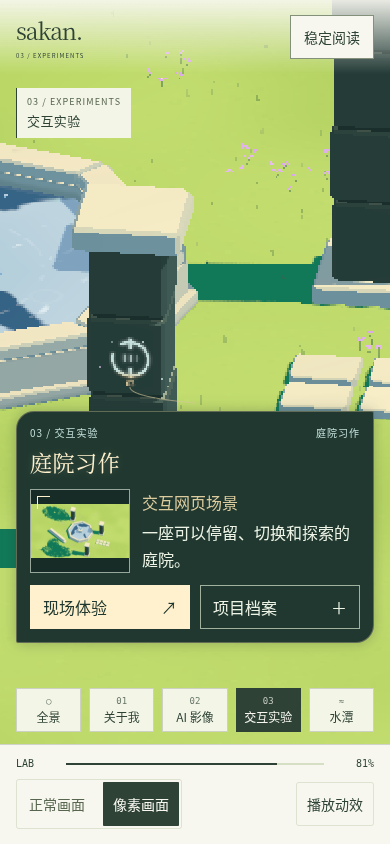 sakan.
03 / EXPERIMENTS
稳定阅读
03 / EXPERIMENTS
交互实验
03 / 交互实验
庭院习作
庭院习作
交互网页场景
一座可以停留、切换和探索的
庭院。
现场体验 ↗
项目档案 +
○
全景
01
关于我
02
AI 影像
03
交互实验
≈
水潭
LAB
81%
正常画面
像素画面
播放动效